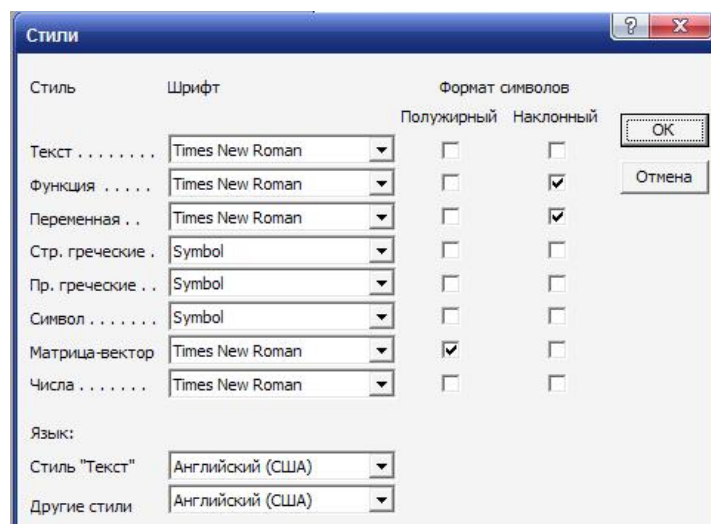 Стили
Стиль Шрифт Формат символов
Полужирный Наклонный
OK
Текст . . . . . . . . Times New Roman
Функция . . . . . Times New Roman
Отмена
Переменная . . Times New Roman
Стр. греческие . Symbol
Пр. греческие . . Symbol
Символ . . . . . . . Symbol
Матрица-вектор Times New Roman
Числа . . . . . . . Times New Roman
Язык:
Стиль "Текст" Английский (США)
Другие стили Английский (США)